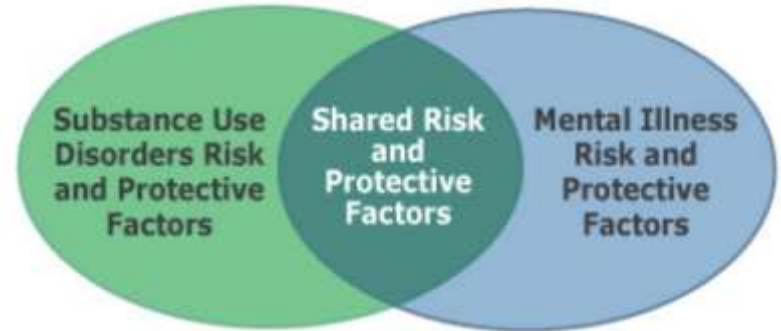 Substance Use
Disorders Risk
and Protective
Factors
Shared Risk
and
Protective
Factors
Mental Illness
Risk and
Protective
Factors